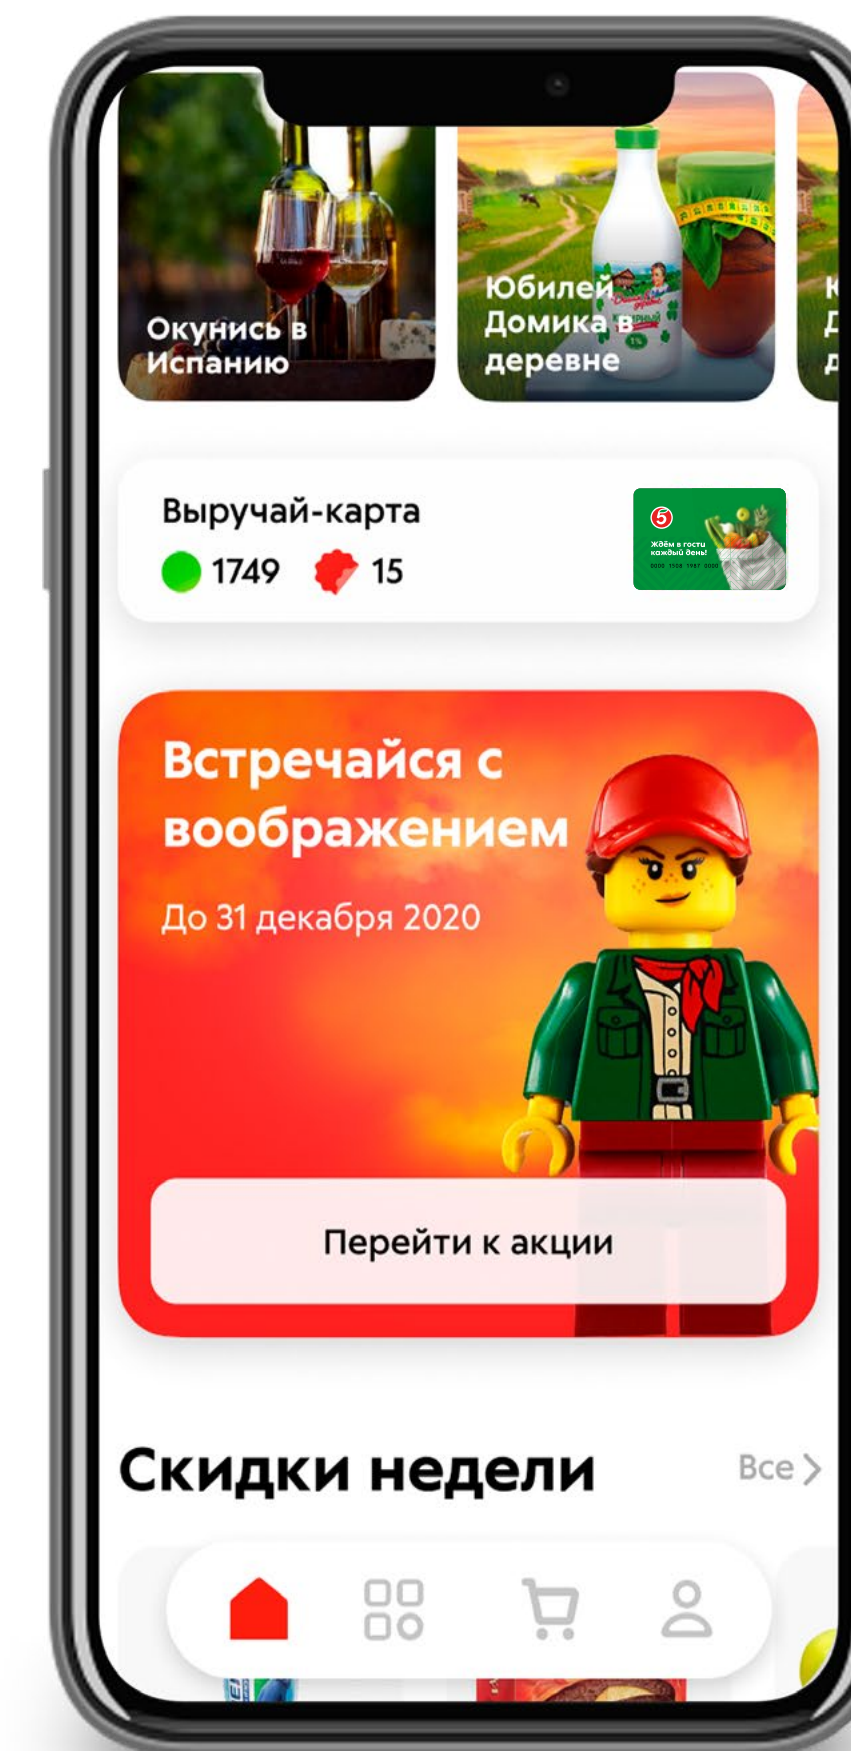 Окунись в
Испанию
Юбилей
Домика в
деревне
Выручай-карта
1749
15
5
Ждём в гости
каждый день!
Встречайся с
воображением
До 31 декабря 2020
Перейти к акции
Скидки недели
Все